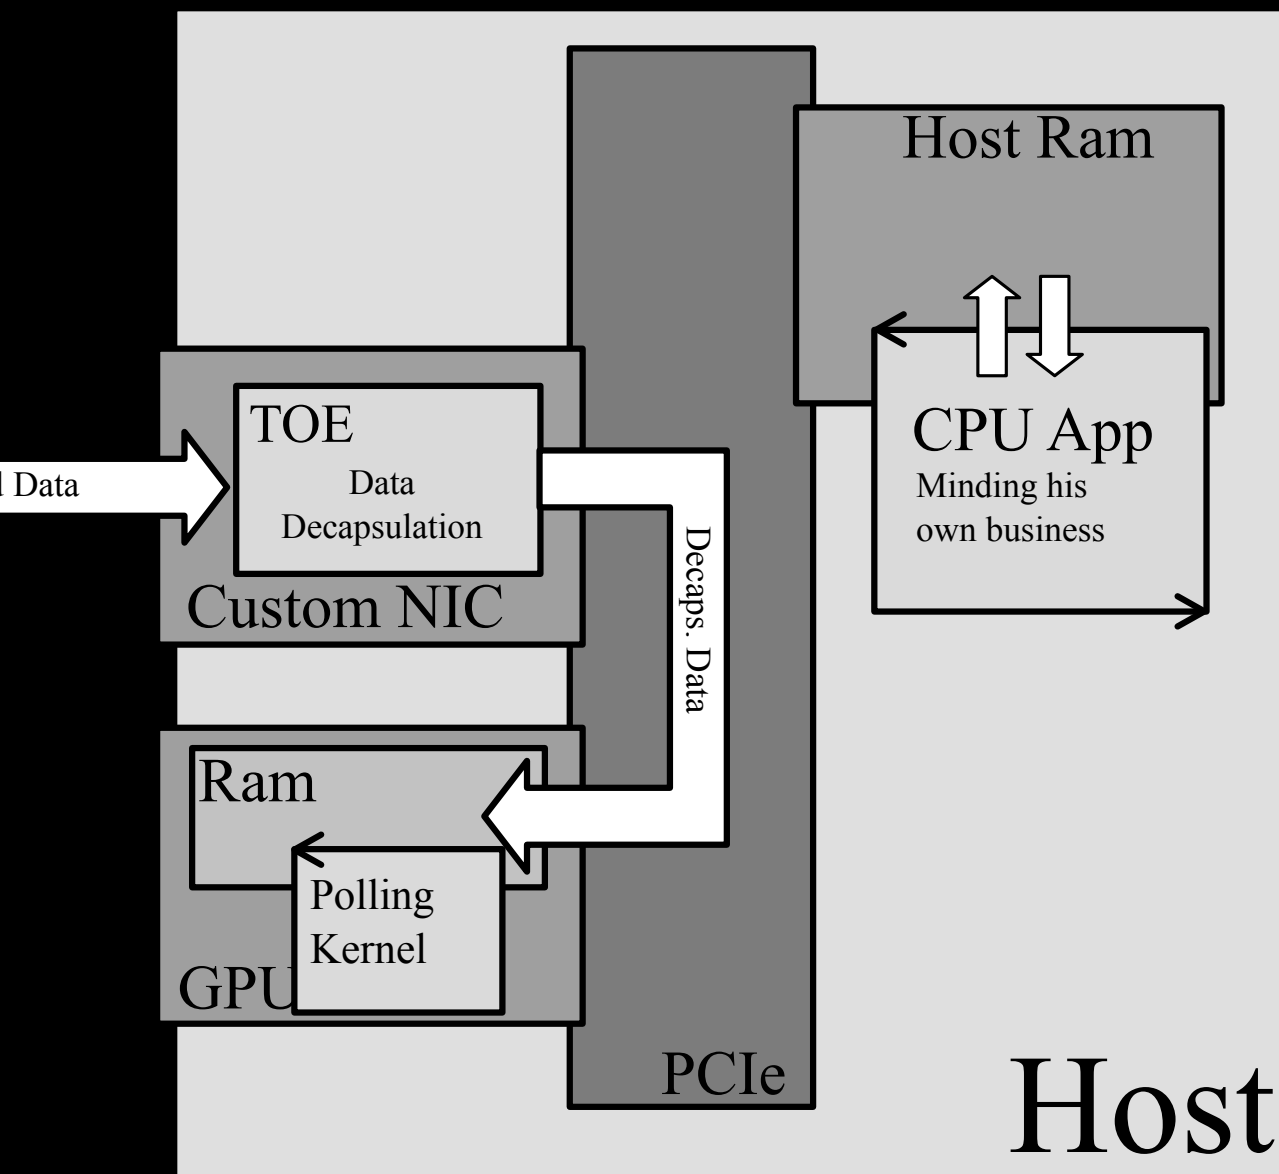 Host Ram
TOE
Data
Decapsulation
Data
Custom NIC
CPU App
Minding his
own business
Decaps. Data
Ram
Polling
Kernel
GPU
PCIe
Host